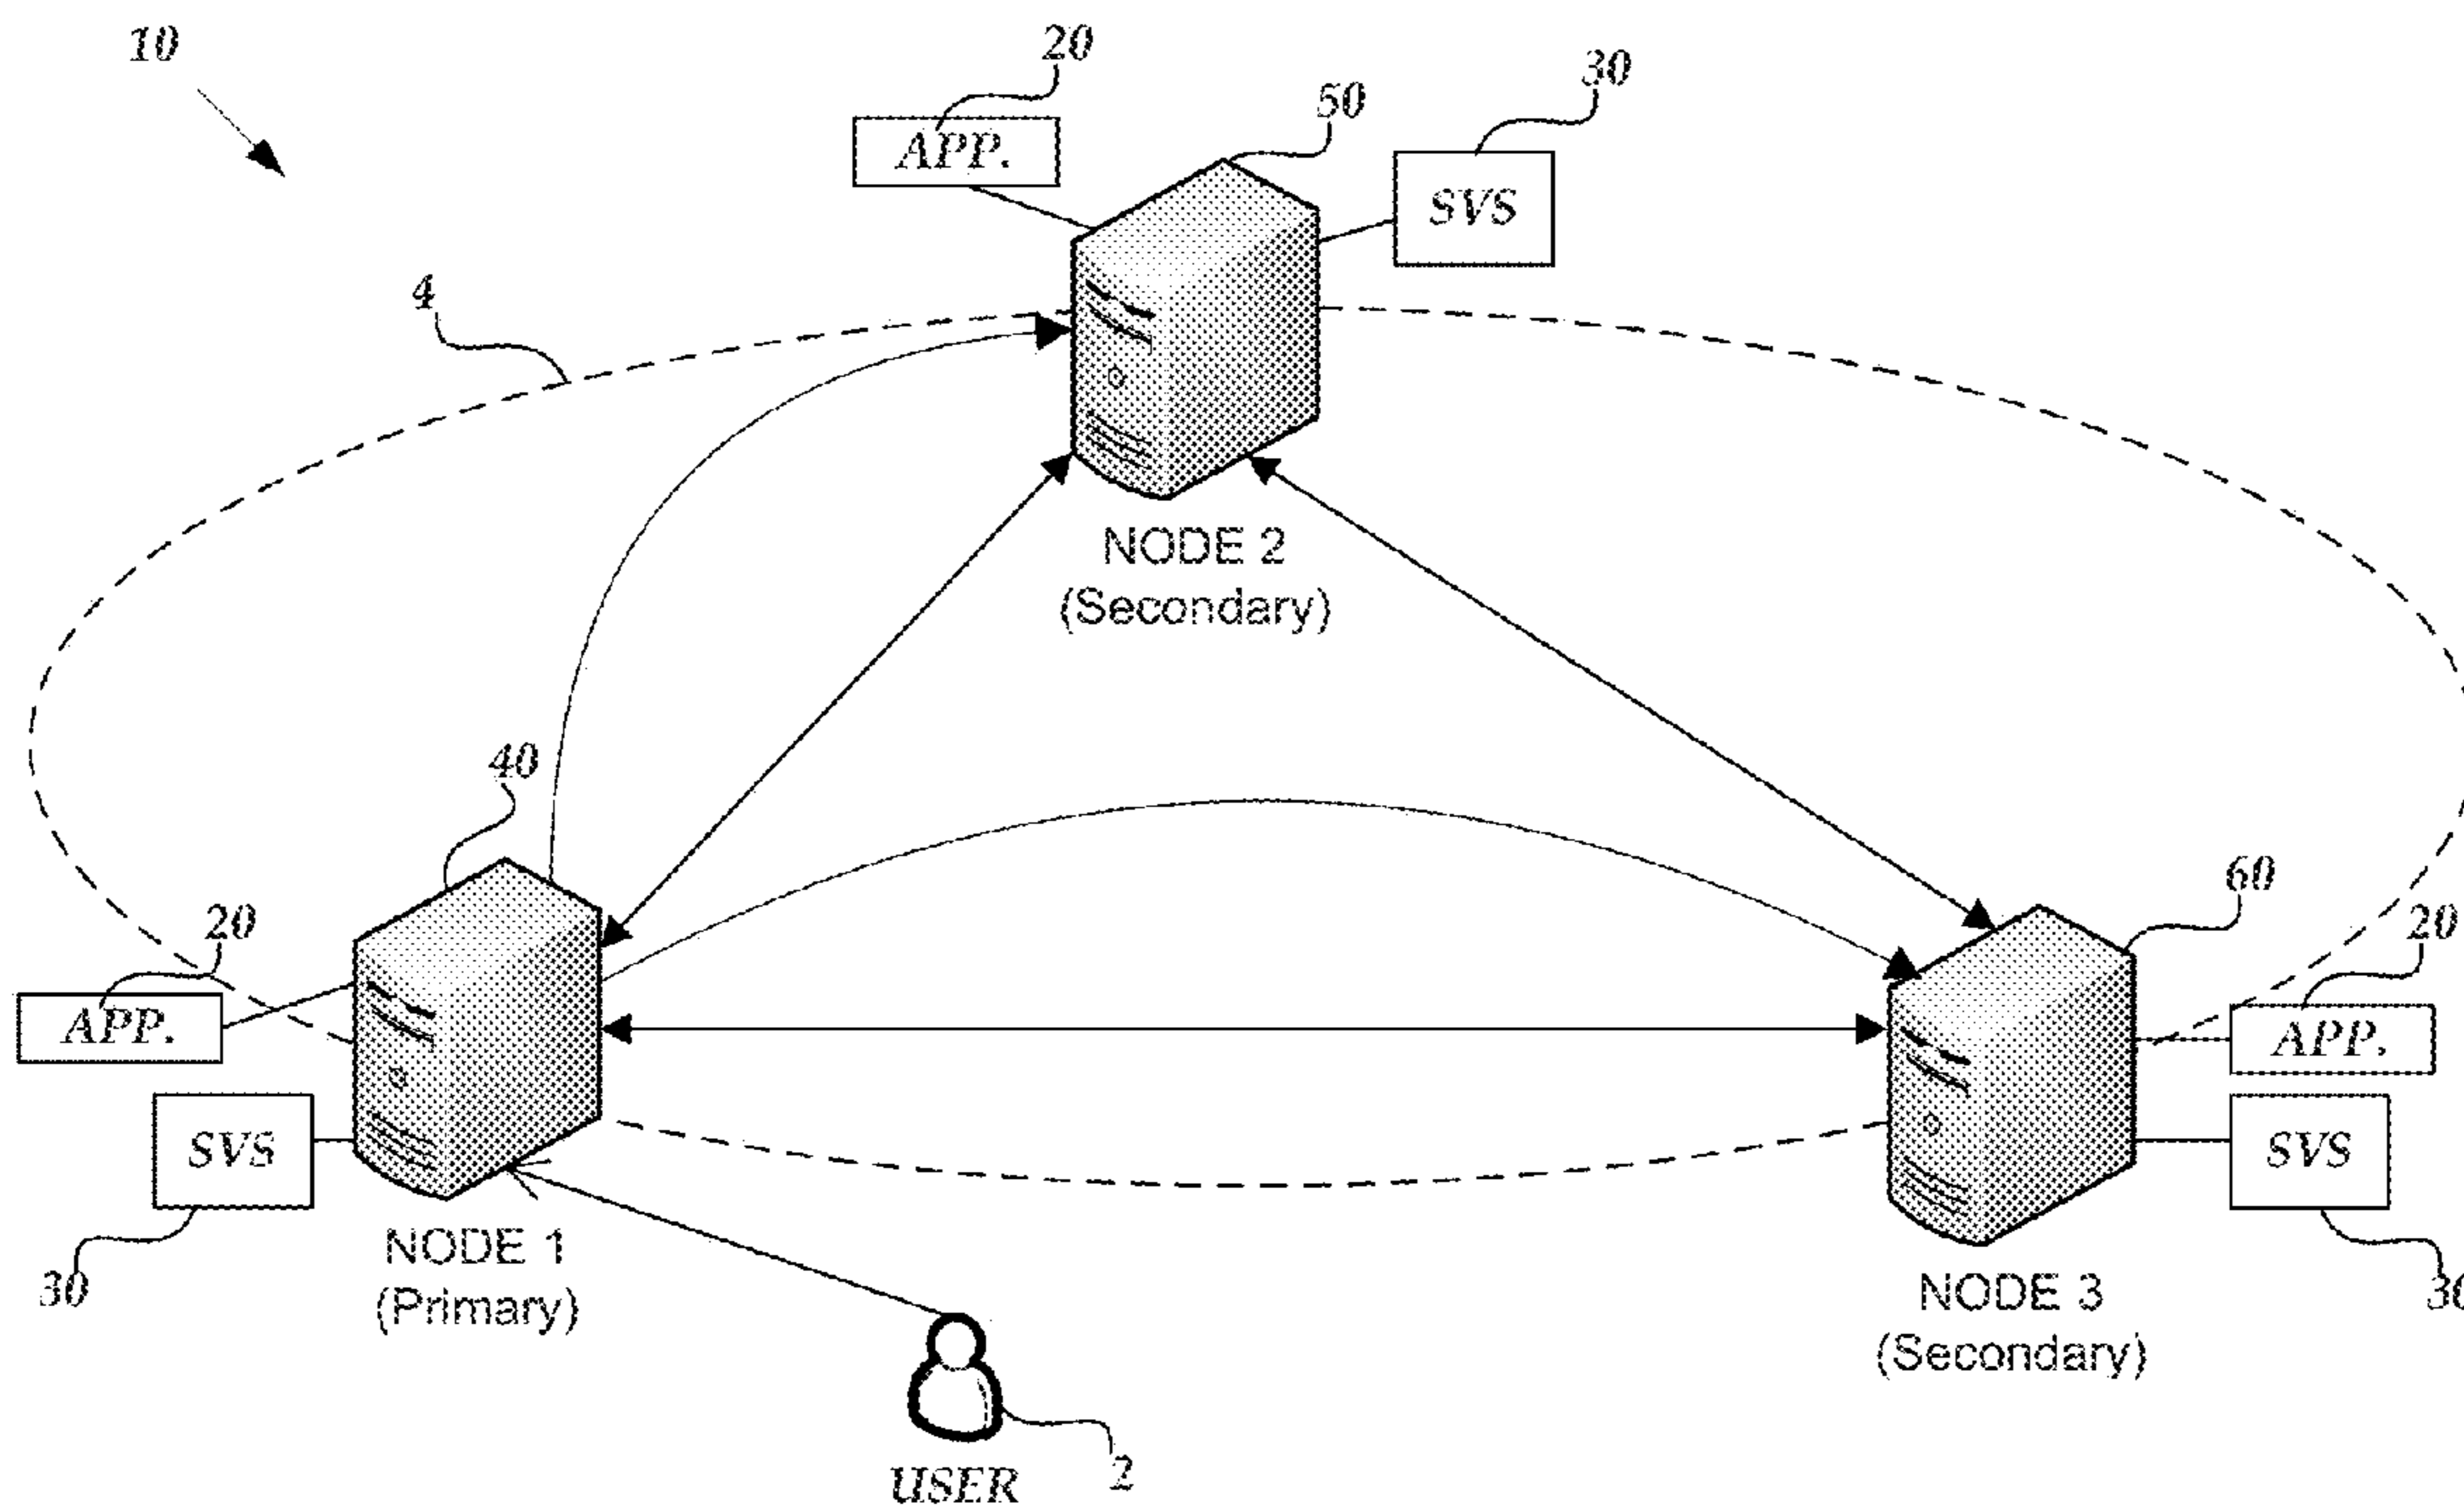 10
20
30
50
APP.
SVS
4
NODE 2
(Secondary)
40
60
20
20
APP.
APP.
SVS
SVS
NODE 1
(Primary)
30
NODE 3
(Secondary)
30
2
USER